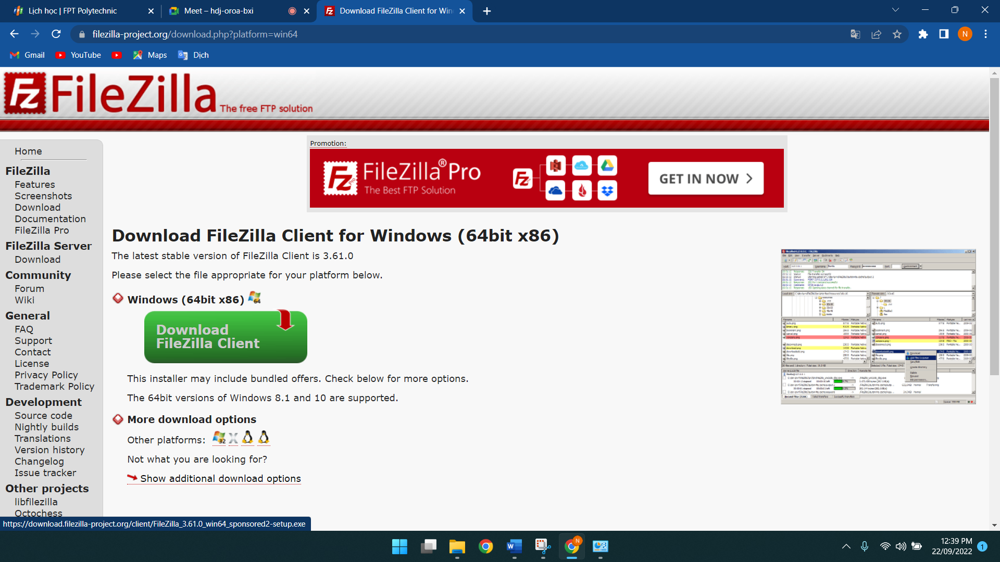 Lịch học | FPT Polytechnic
Meet – hdj-oroa-bxi
Download FileZilla Client for Win
filezilla-project.org/download.php?platform=win64
N
Gmail
YouTube
Maps
Dịch
FileZilla The free FTP solution
Home
FileZilla
Features
Screenshots
Download
Documentation
FileZilla Pro
FileZilla Server
Download
Community
Forum
Wiki
General
FAQ
Support
Contact
License
Privacy Policy
Trademark Policy
Development
Source code
Nightly builds
Translations
Version history
Changelog
Issue tracker
Other projects
libfilezilla
Octochess
Promotion:
FileZilla® Pro
The Best FTP Solution
GET IN NOW
Download FileZilla Client for Windows (64bit x86)
The latest stable version of FileZilla Client is 3.61.0
Please select the file appropriate for your platform below.
Windows (64bit x86)
64
Download
FileZilla Client
This installer may include bundled offers. Check below for more options.
The 64bit versions of Windows 8.1 and 10 are supported.
More download options
Other platforms:
32
Not what you are looking for?
Show additional download options
https://download.filezilla-project.org/client/FileZilla_3.61.0_win64_sponsored2-setup.exe
N
12:39 PM
22/09/2022
1